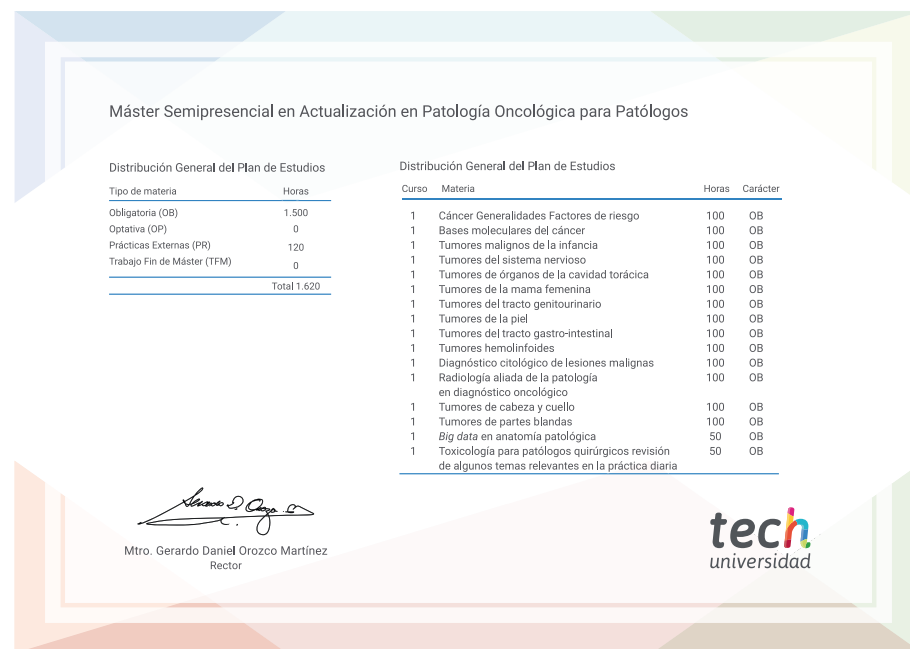 Máster Semipresencial en Actualización en Patología Oncológica para Patólogos
Distribución General del Plan de Estudios
Tipo de materia Horas
Obligatoria (OB) 1.500
Optativa (OP) 0
Prácticas Externas (PR) 120
Trabajo Fin de Máster (TFM) 0
Total 1.620
Distribución General del Plan de Estudios
Curso Materia Horas Carácter
1 Cáncer Generalidades Factores de riesgo 100 OB
1 Bases moleculares del cáncer 100 OB
1 Tumores malignos de la infancia 100 OB
1 Tumores del sistema nervioso 100 OB
1 Tumores de órganos de la cavidad torácica 100 OB
1 Tumores de la mama femenina 100 OB
1 Tumores del tracto genitourinario 100 OB
1 Tumores de la piel 100 OB
1 Tumores del tracto gastro-intestinal 100 OB
1 Tumores hemolinfoides 100 OB
1 Diagnóstico citológico de lesiones malignas 100 OB
1 Radiología aliada de la patología 100 OB
en diagnóstico oncológico
1 Tumores de cabeza y cuello 100 OB
1 Tumores de partes blandas 100 OB
1 Big data en anatomía patológica 50 OB
1 Toxicología para patólogos quirúrgicos revisión 50 OB
de algunos temas relevantes en la práctica diaria
Mtro. Gerardo Daniel Orozco Martínez
Rector
tech
universidad